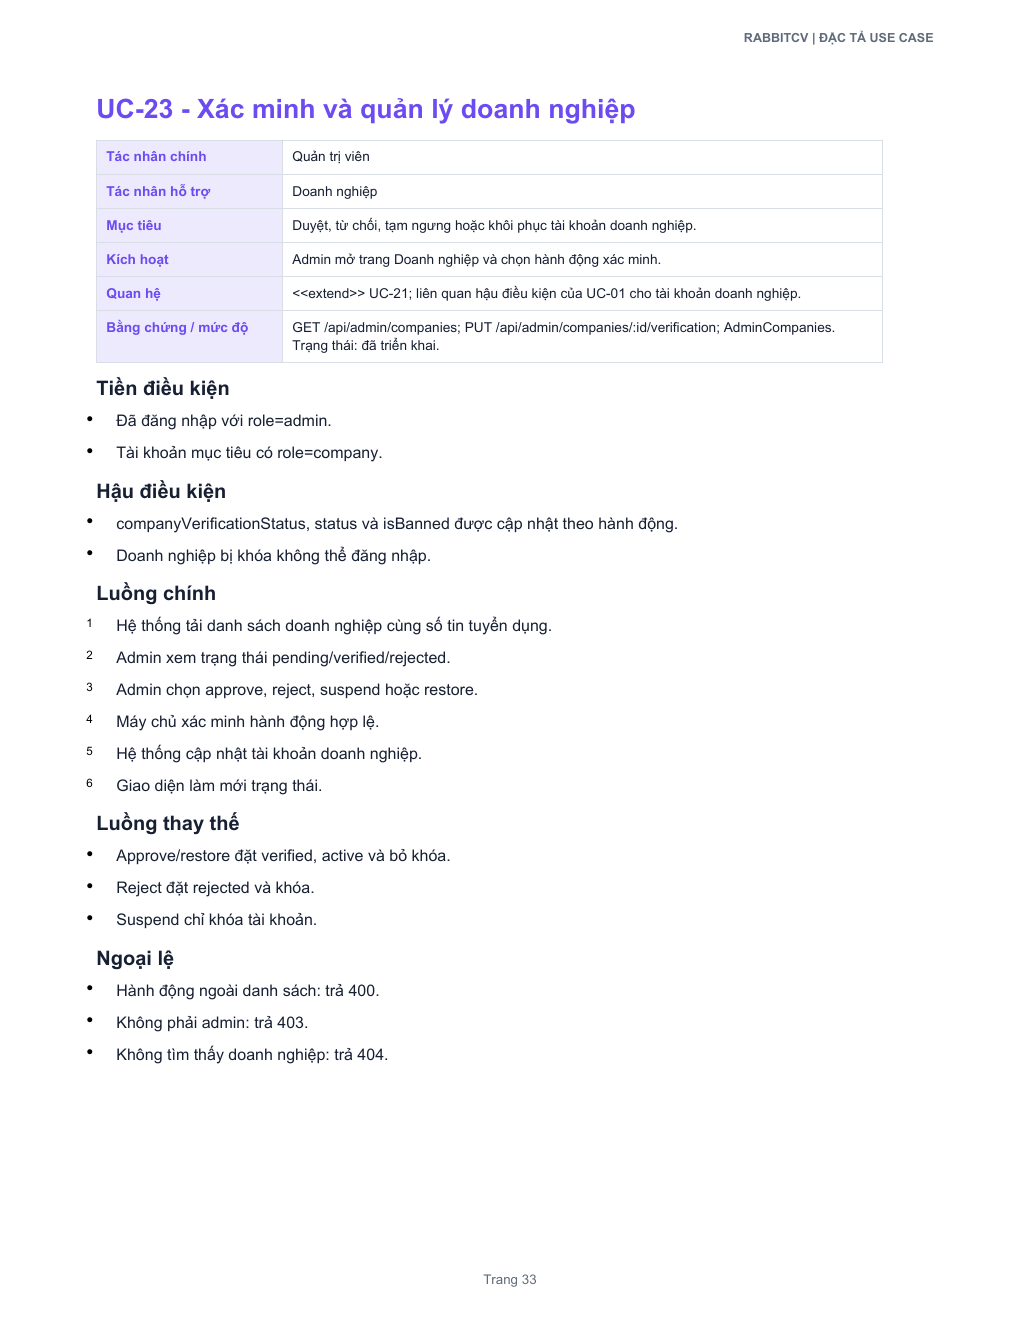 RABBITCV | ĐẶC TẢ USE CASE
UC-23 - Xác minh và quản lý doanh nghiệp
Tác nhân chính Quản trị viên
Tác nhân hỗ trợ Doanh nghiệp
Mục tiêu Duyệt, từ chối, tạm ngưng hoặc khôi phục tài khoản doanh nghiệp.
Kích hoạt Admin mở trang Doanh nghiệp và chọn hành động xác minh.
Quan hệ <<extend>> UC-21; liên quan hậu điều kiện của UC-01 cho tài khoản doanh nghiệp.
Bằng chứng / mức độ GET /api/admin/companies; PUT /api/admin/companies/:id/verification; AdminCompanies.
Trạng thái: đã triển khai.
Tiền điều kiện
• Đã đăng nhập với role=admin.
• Tài khoản mục tiêu có role=company.
Hậu điều kiện
• companyVerificationStatus, status và isBanned được cập nhật theo hành động.
• Doanh nghiệp bị khóa không thể đăng nhập.
Luồng chính
1 Hệ thống tải danh sách doanh nghiệp cùng số tin tuyển dụng.
2 Admin xem trạng thái pending/verified/rejected.
3 Admin chọn approve, reject, suspend hoặc restore.
4 Máy chủ xác minh hành động hợp lệ.
5 Hệ thống cập nhật tài khoản doanh nghiệp.
6 Giao diện làm mới trạng thái.
Luồng thay thế
• Approve/restore đặt verified, active và bỏ khóa.
• Reject đặt rejected và khóa.
• Suspend chỉ khóa tài khoản.
Ngoại lệ
• Hành động ngoài danh sách: trả 400.
• Không phải admin: trả 403.
• Không tìm thấy doanh nghiệp: trả 404.
Trang 33